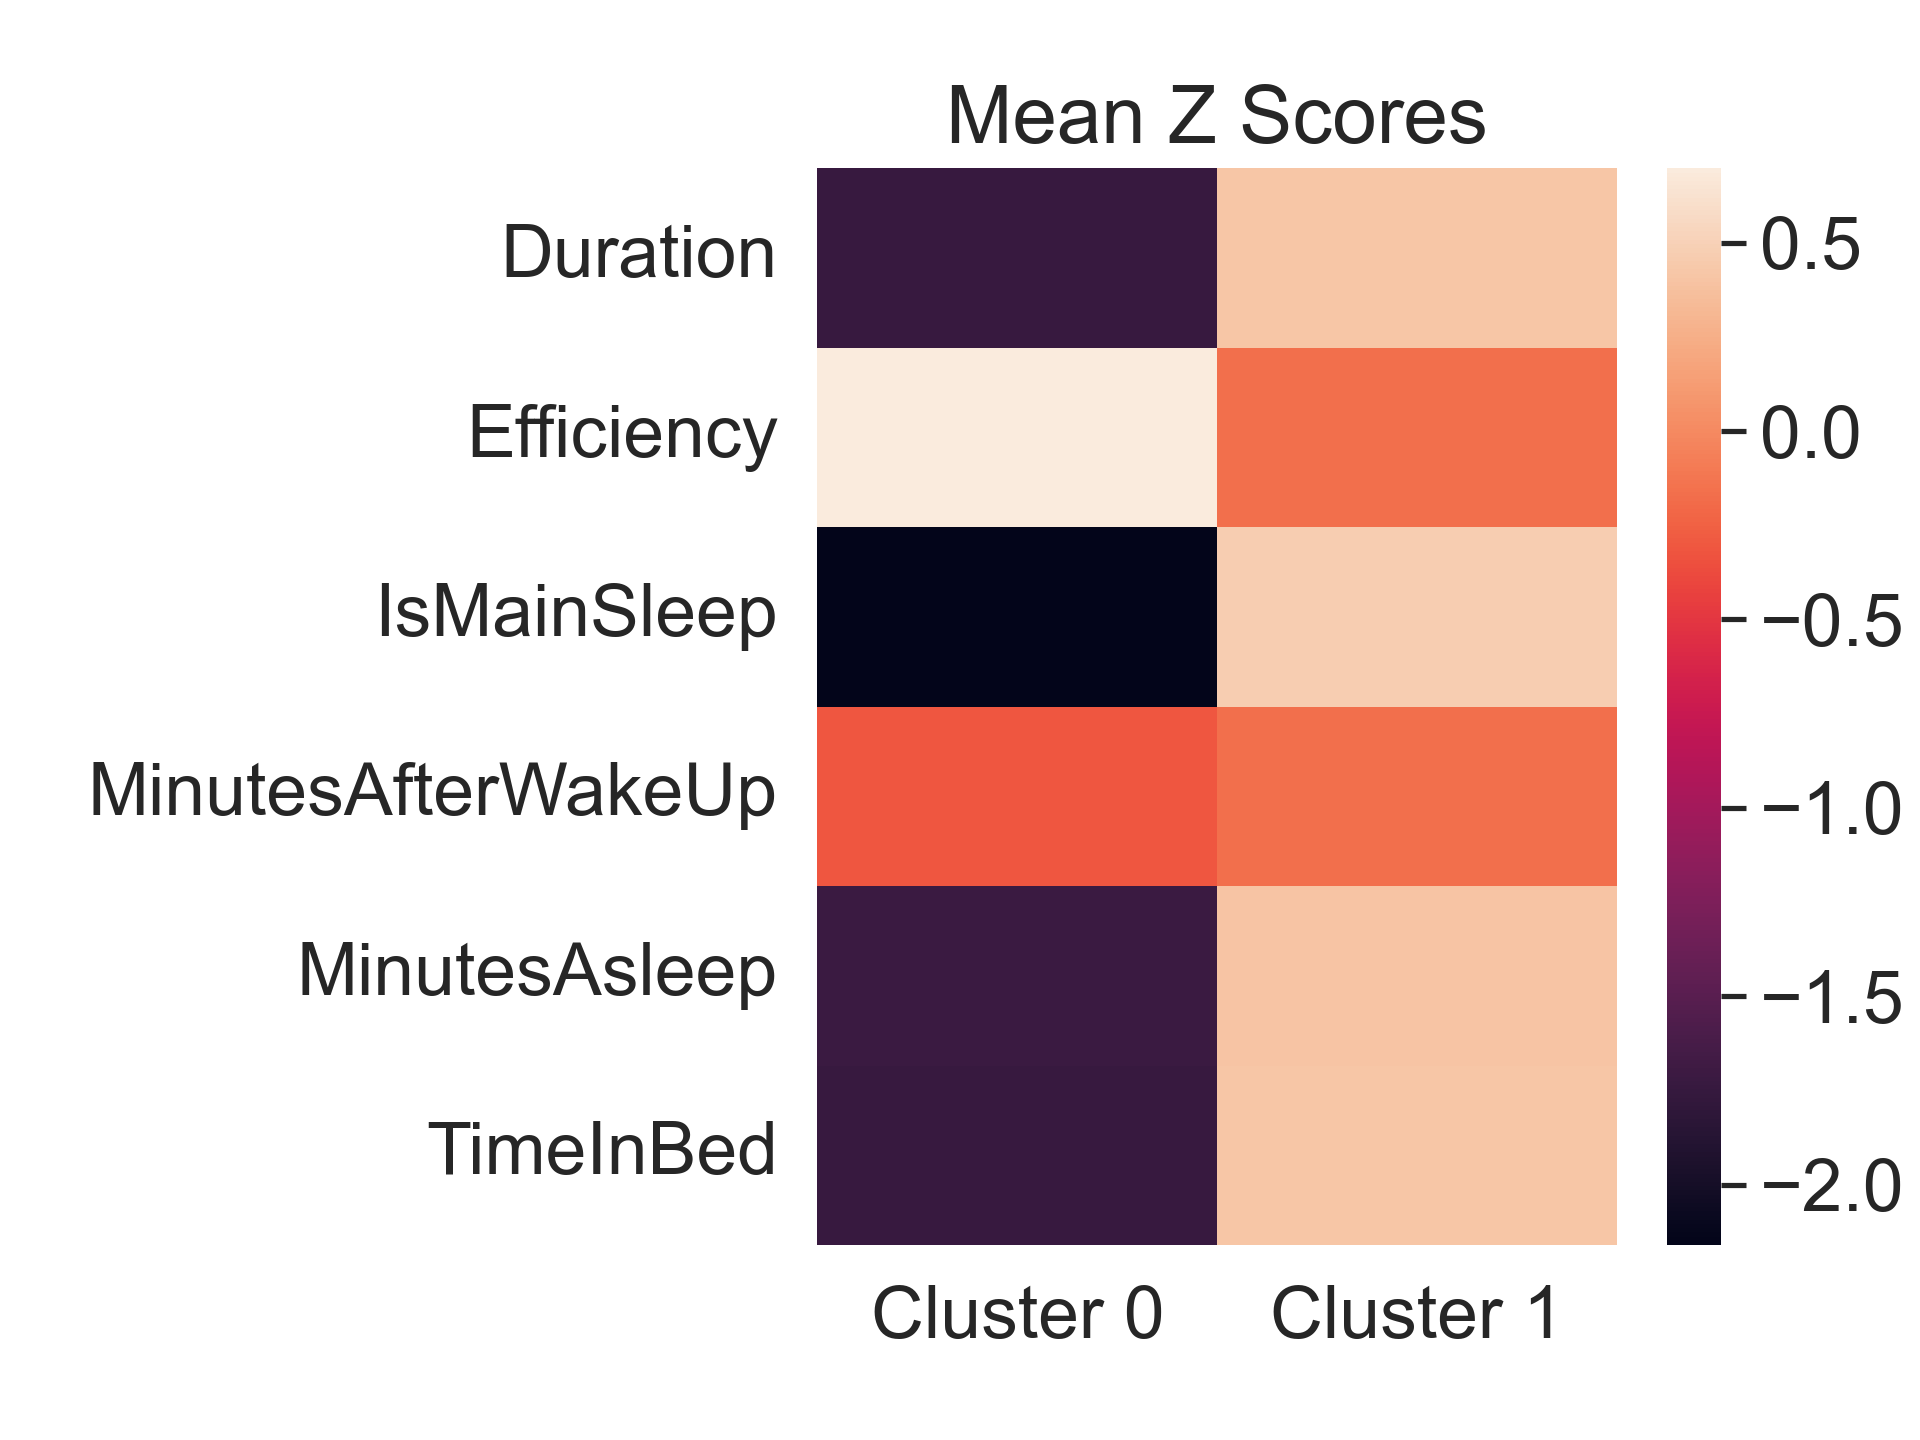 Mean Z Scores
Duration
Efficiency
IsMainSleep
MinutesAfterWakeUp
MinutesAsleep
TimeInBed
Cluster 0
Cluster 1
0.5
0.0
−0.5
−1.0
−1.5
−2.0